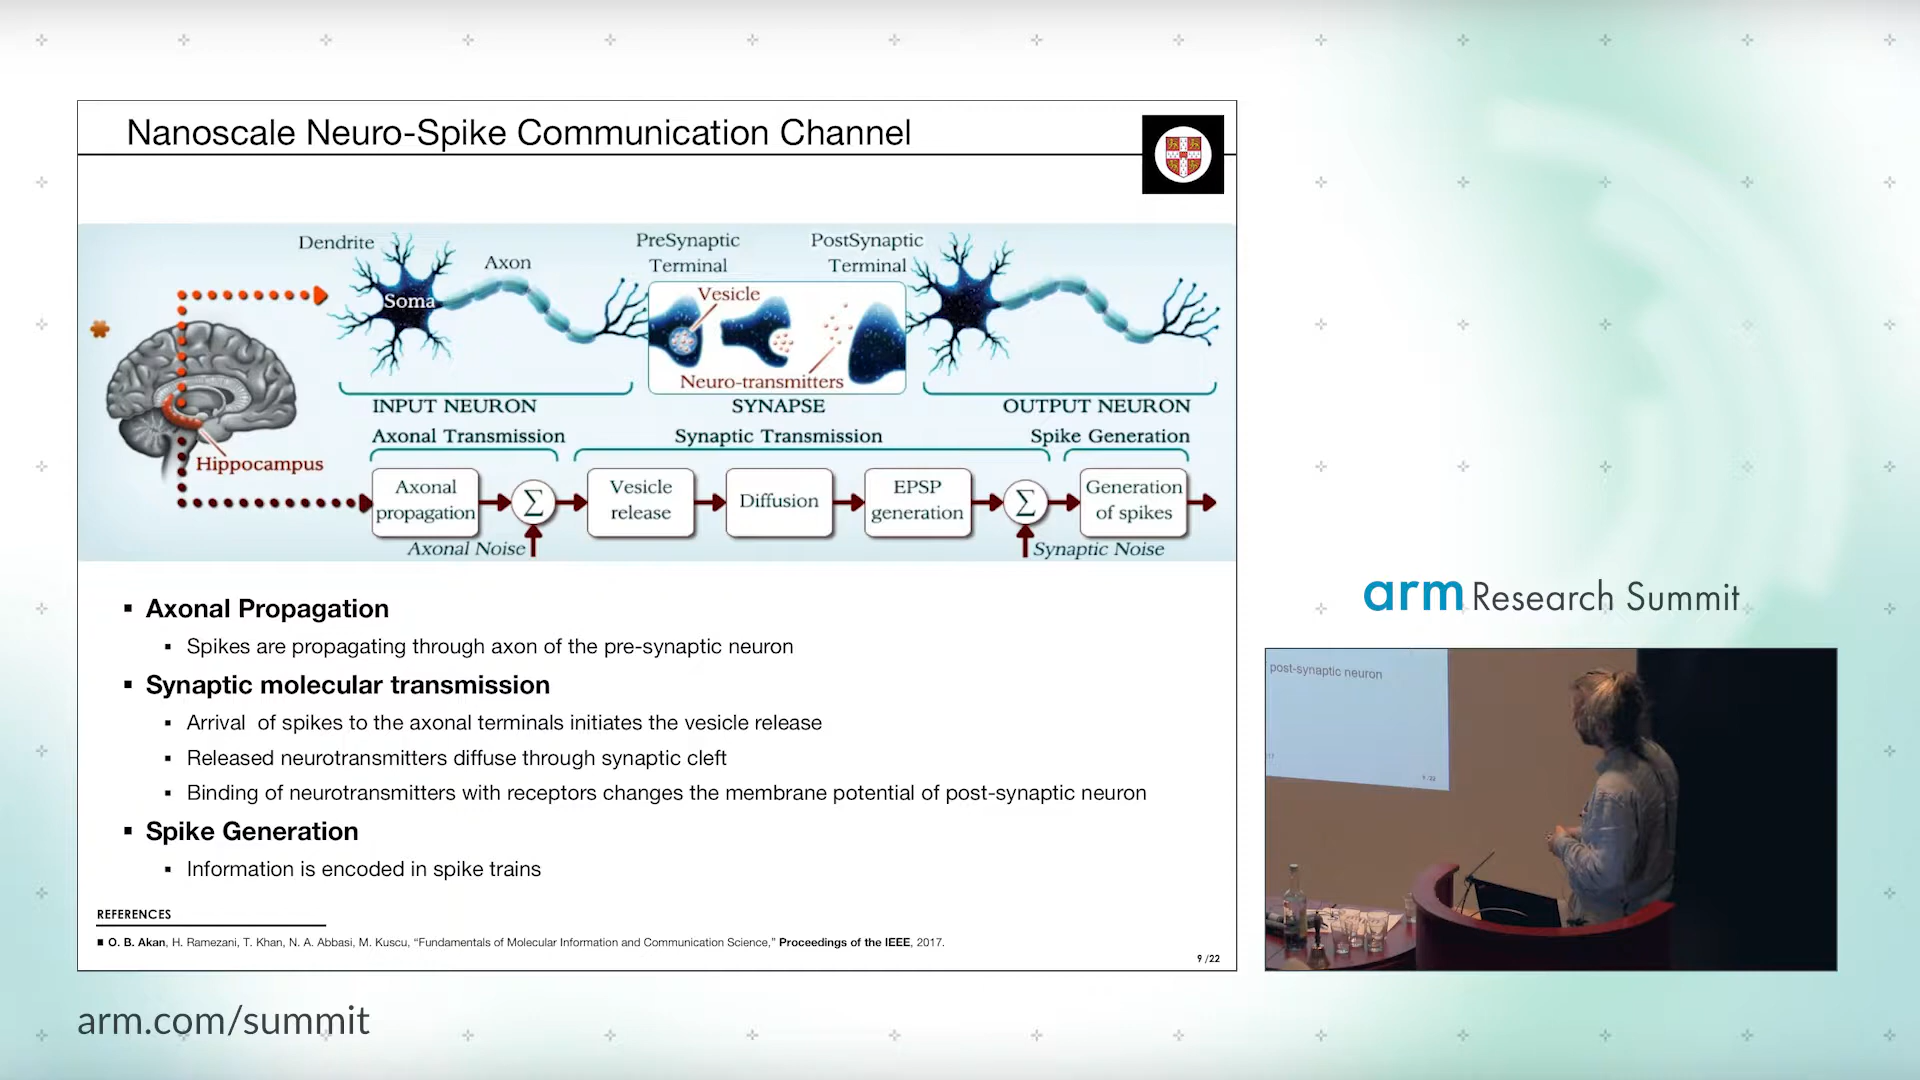 Nanoscale Neuro-Spike Communication Channel
Dendrite
Axon
Soma
PreSynaptic
Terminal
PostSynaptic
Terminal
Vesicle
Neuro-transmitters
Hippocampus
INPUT NEURON
SYNAPSE
OUTPUT NEURON
Axonal Transmission
Synaptic Transmission
Spike Generation
Axonal
propagation
Σ
Vesicle
release
Diffusion
EPSP
generation
Σ
Generation
of spikes
Axonal Noise
Synaptic Noise
▪ Axonal Propagation
▪ Spikes are propagating through axon of the pre-synaptic neuron
▪ Synaptic molecular transmission
▪ Arrival of spikes to the axonal terminals initiates the vesicle release
▪ Released neurotransmitters diffuse through synaptic cleft
▪ Binding of neurotransmitters with receptors changes the membrane potential of post-synaptic neuron
▪ Spike Generation
▪ Information is encoded in spike trains
REFERENCES
■ O. B. Akan, H. Ramezani, T. Khan, N. A. Abbasi, M. Kuscu, “Fundamentals of Molecular Information and Communication Science,” Proceedings of the IEEE, 2017.
9 /22
arm Research Summit
post-synaptic neuron
9 /22
arm.com/summit